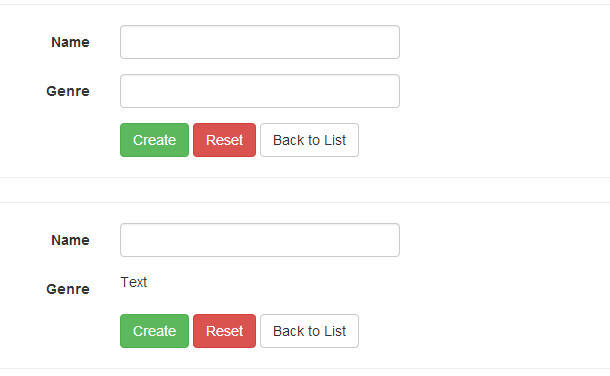 Name
Genre
Create Reset Back to List
Name
Genre Text
Create Reset Back to List